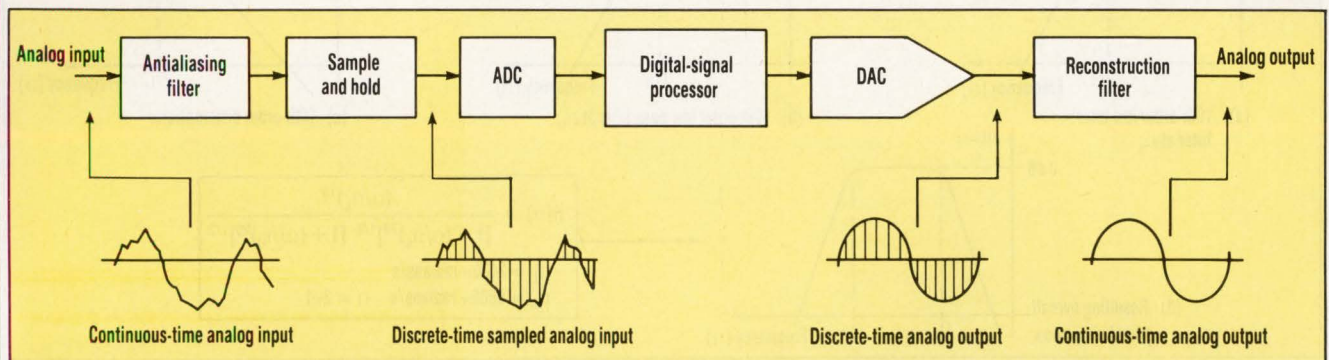 Analog input
Antialiasing
filter
Sample
and hold
ADC
Digital-signal
processor
DAC
Reconstruction
filter
Analog output
Continuous-time analog input
Discrete-time sampled analog input
Discrete-time analog output
Continuous-time analog output